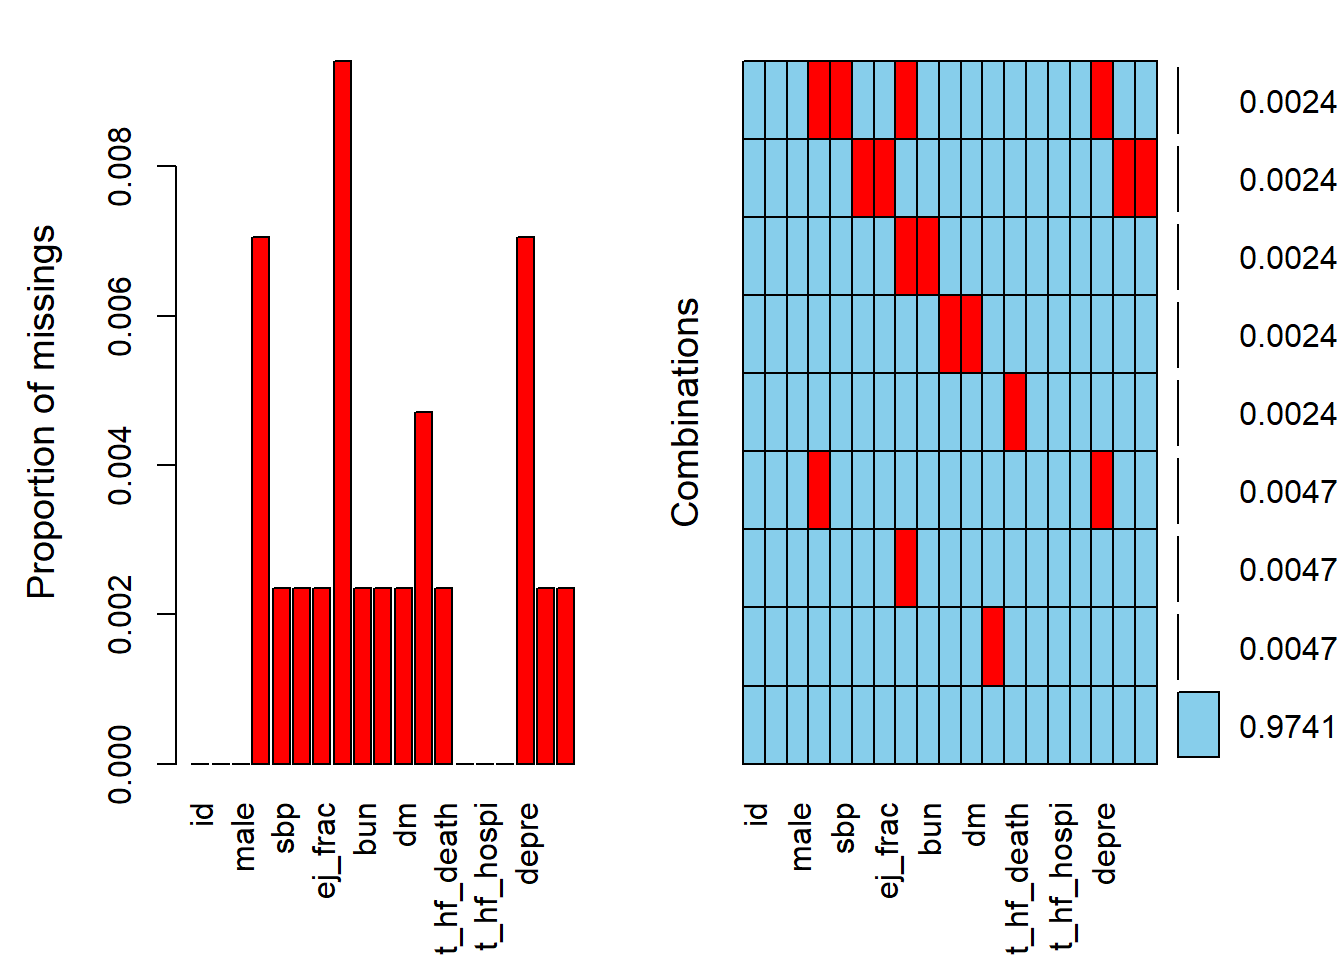 Proportion of missings
0.008
0.006
0.004
0.002
0.000
id
male
sbp
ej_frac
bun
dm
t_hf_death
t_hf_hospi
depre
Combinations
0.0024
0.0024
0.0024
0.0024
0.0024
0.0047
0.0047
0.0047
0.9741
id
male
sbp
ej_frac
bun
dm
t_hf_death
t_hf_hospi
depre